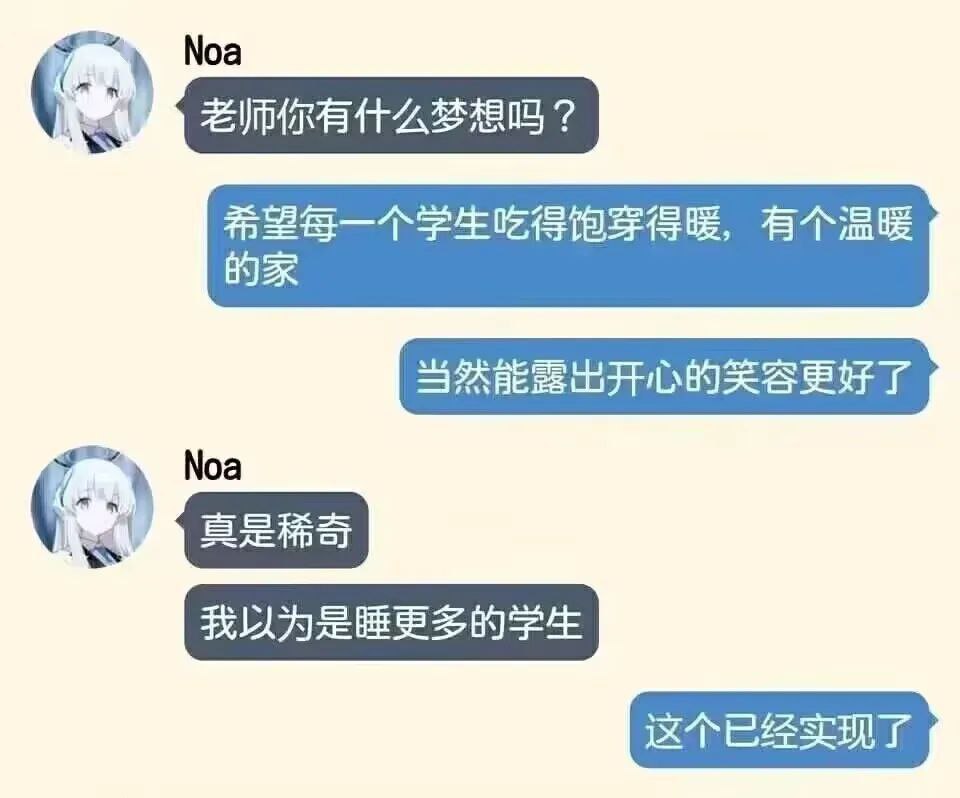 Noa
老师你有什么梦想吗？
希望每一个学生吃得饱穿得暖，有个温暖
的家
当然能露出开心的笑容更好了
Noa
真是稀奇
我以为是睡更多的学生
这个已经实现了